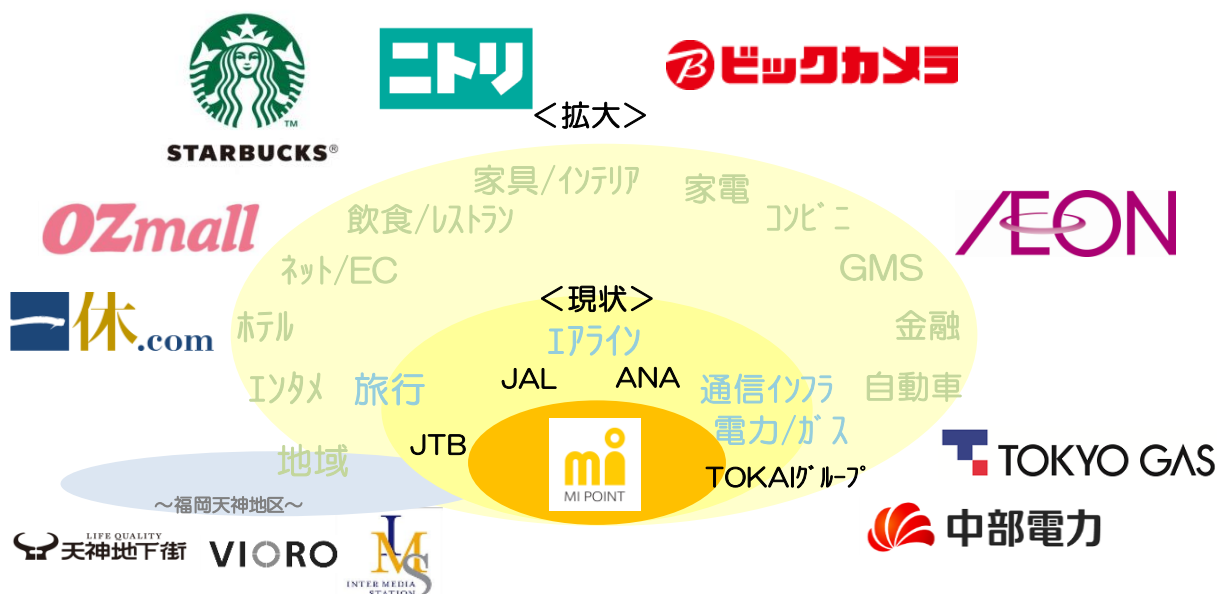 STARBUCKS®
TM
ニトリ
ビックカメラ
＜拡大＞
家具/ｲﾝﾃﾘｱ
家電
飲食/ﾚｽﾄﾗﾝ
ｺﾝﾋﾞﾆ
OZmall
ÆON
ﾈｯﾄ/EC
GMS
＜現状＞
一休.com
ﾎﾃﾙ
ｴｱﾗｲﾝ
金融
ｴﾝﾀﾒ
旅行
JAL
ANA
通信ｲﾝﾌﾗ
自動車
電力/ｶﾞｽ
JTB
mi
MI POINT
地域
TOKAIｸﾞﾙｰﾌﾟ
TOKYO GAS
～福岡天神地区～
中部電力
LIFE QUALITY
天神地下街
VIORO
IMS
INTER MEDIA
STATION